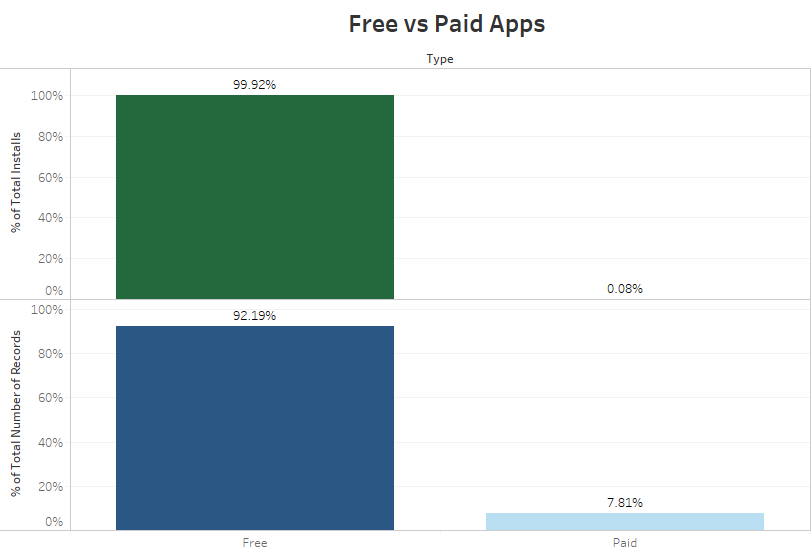 Free vs Paid Apps
Type
% of Total Installs
100%
80%
60%
40%
20%
0%
99.92%
0.08%
% of Total Number of Records
100%
80%
60%
40%
20%
0%
92.19%
7.81%
Free
Paid